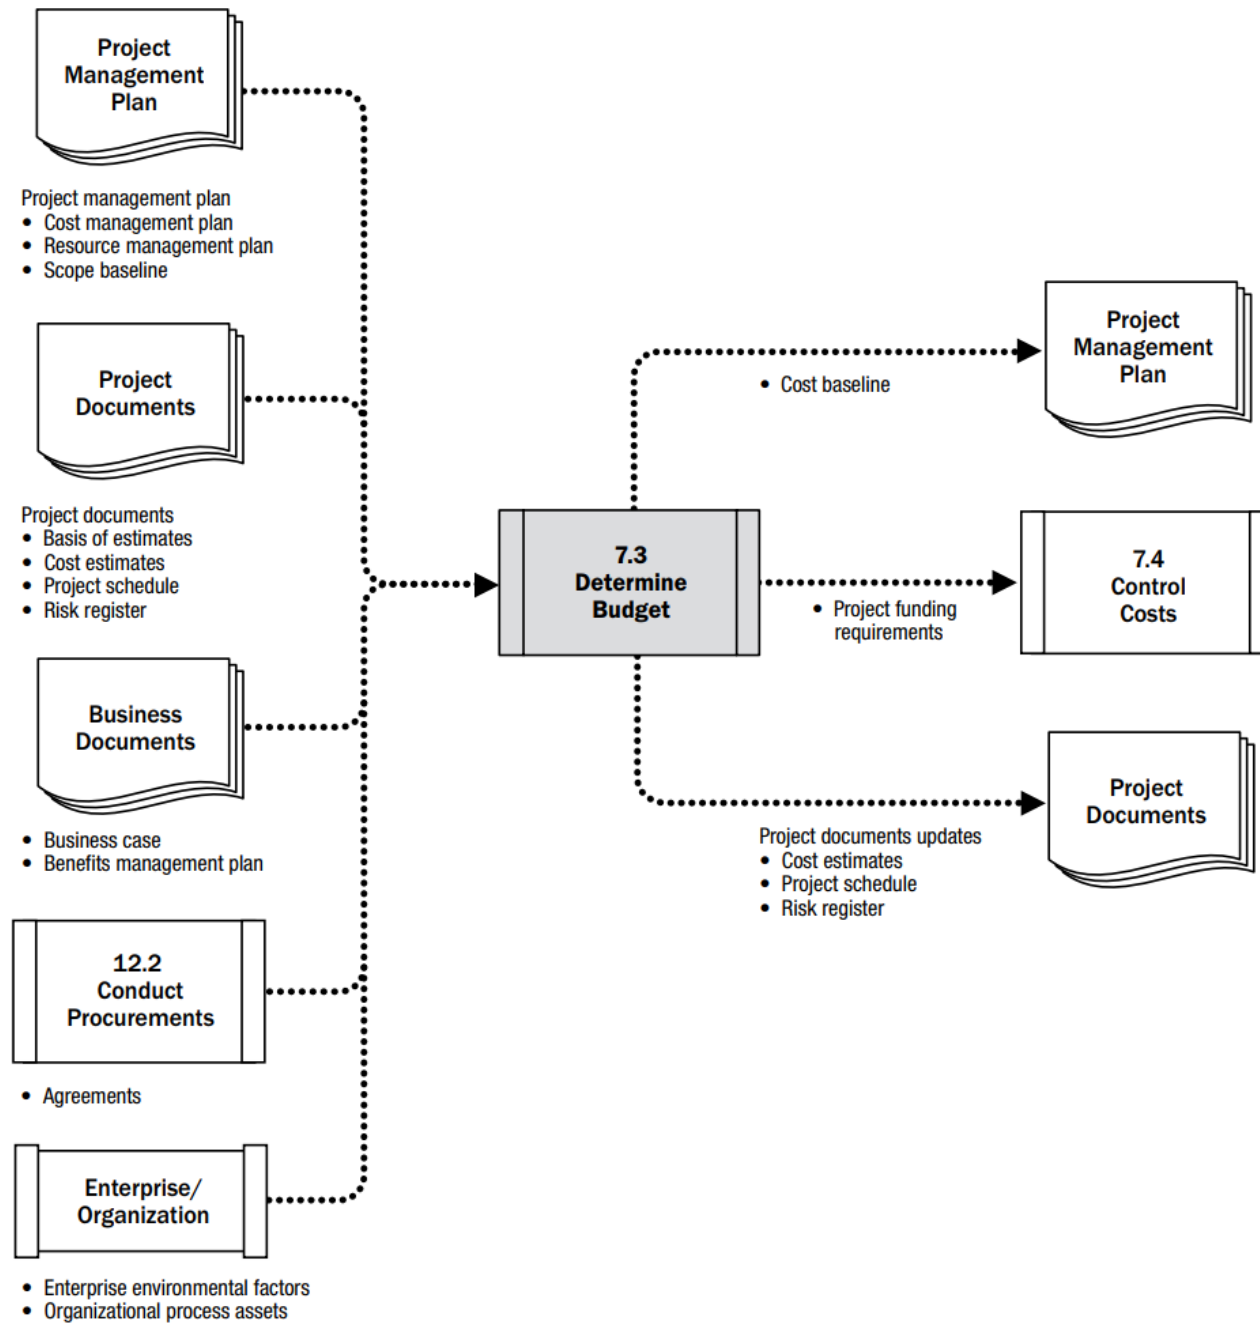 Project
Management
Plan
Project management plan
• Cost management plan
• Resource management plan
• Scope baseline
Project
Documents
Project documents
• Basis of estimates
• Cost estimates
• Project schedule
• Risk register
Business
Documents
• Business case
• Benefits management plan
12.2
Conduct
Procurements
• Agreements
Enterprise/
Organization
• Enterprise environmental factors
• Organizational process assets
7.3
Determine
Budget
• Cost baseline
Project
Management
Plan
• Project funding
requirements
7.4
Control
Costs
Project documents updates
• Cost estimates
• Project schedule
• Risk register
Project
Documents